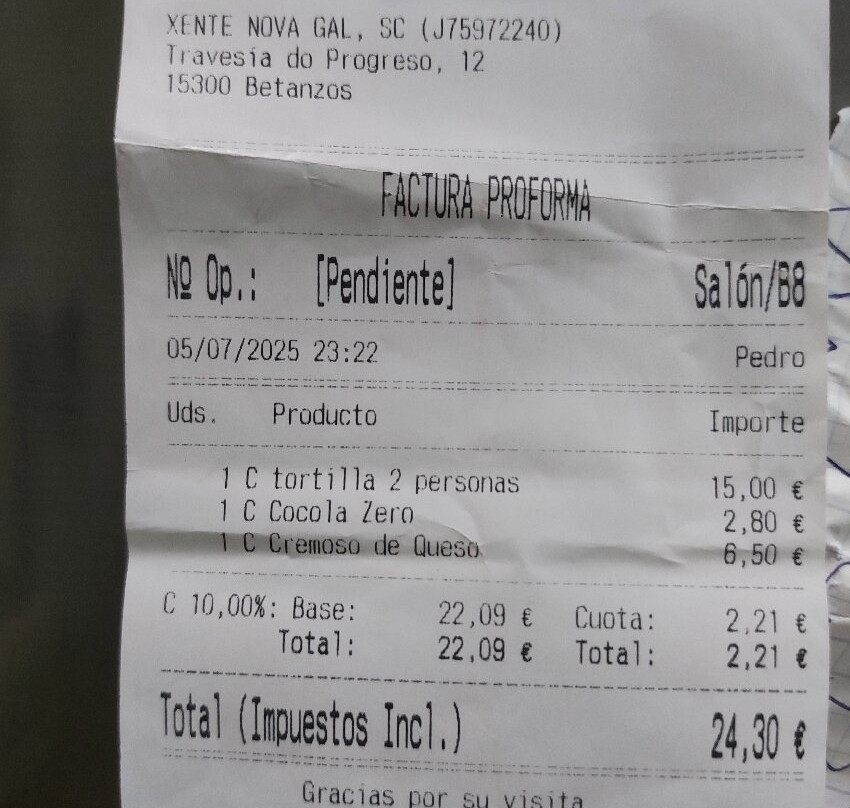 XENTE NOVA GAL, SC (J75972240)
Travesía do Progreso, 12
15300 Betanzos
FACTURA PROFORMA
Nº Op.: [Pendiente] Salón/B8
05/07/2025 23:22 Pedro
Uds. Producto Importe
1 C tortilla 2 personas 15,00 €
1 C Cocola Zero 2,80 €
1 C Cremoso de Queso 6,50 €
C 10,00%: Base: 22,09 € Cuota: 2,21 €
Total: 22,09 € Total: 2,21 €
Total (Impuestos Incl.) 24,30 €
Gracias por su visita